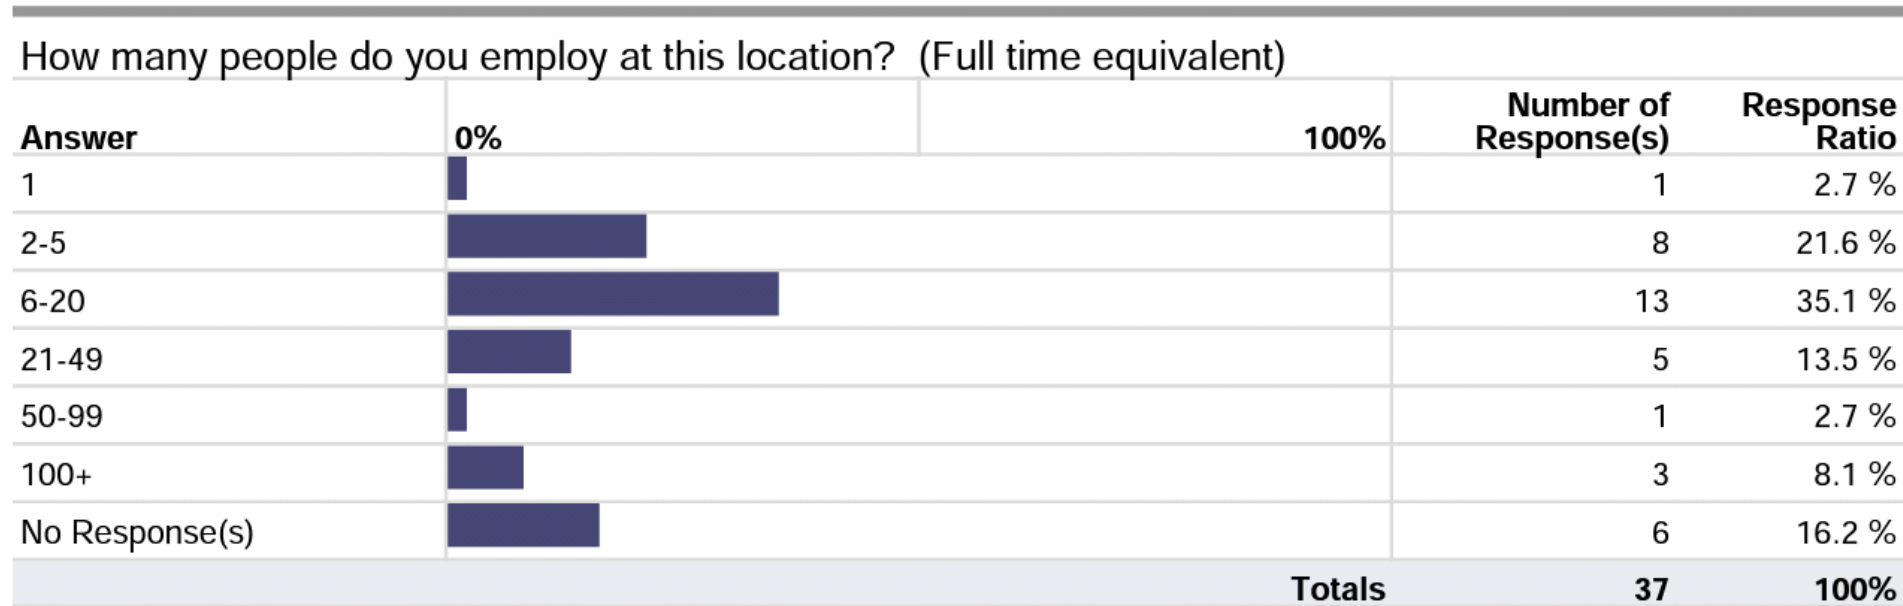 How many people do you employ at this location?  (Full time equivalent)
Answer 0% 100% Number of Response(s) Response Ratio
1 1 2.7 %
2-5 8 21.6 %
6-20 13 35.1 %
21-49 5 13.5 %
50-99 1 2.7 %
100+ 3 8.1 %
No Response(s) 6 16.2 %
Totals 37 100%